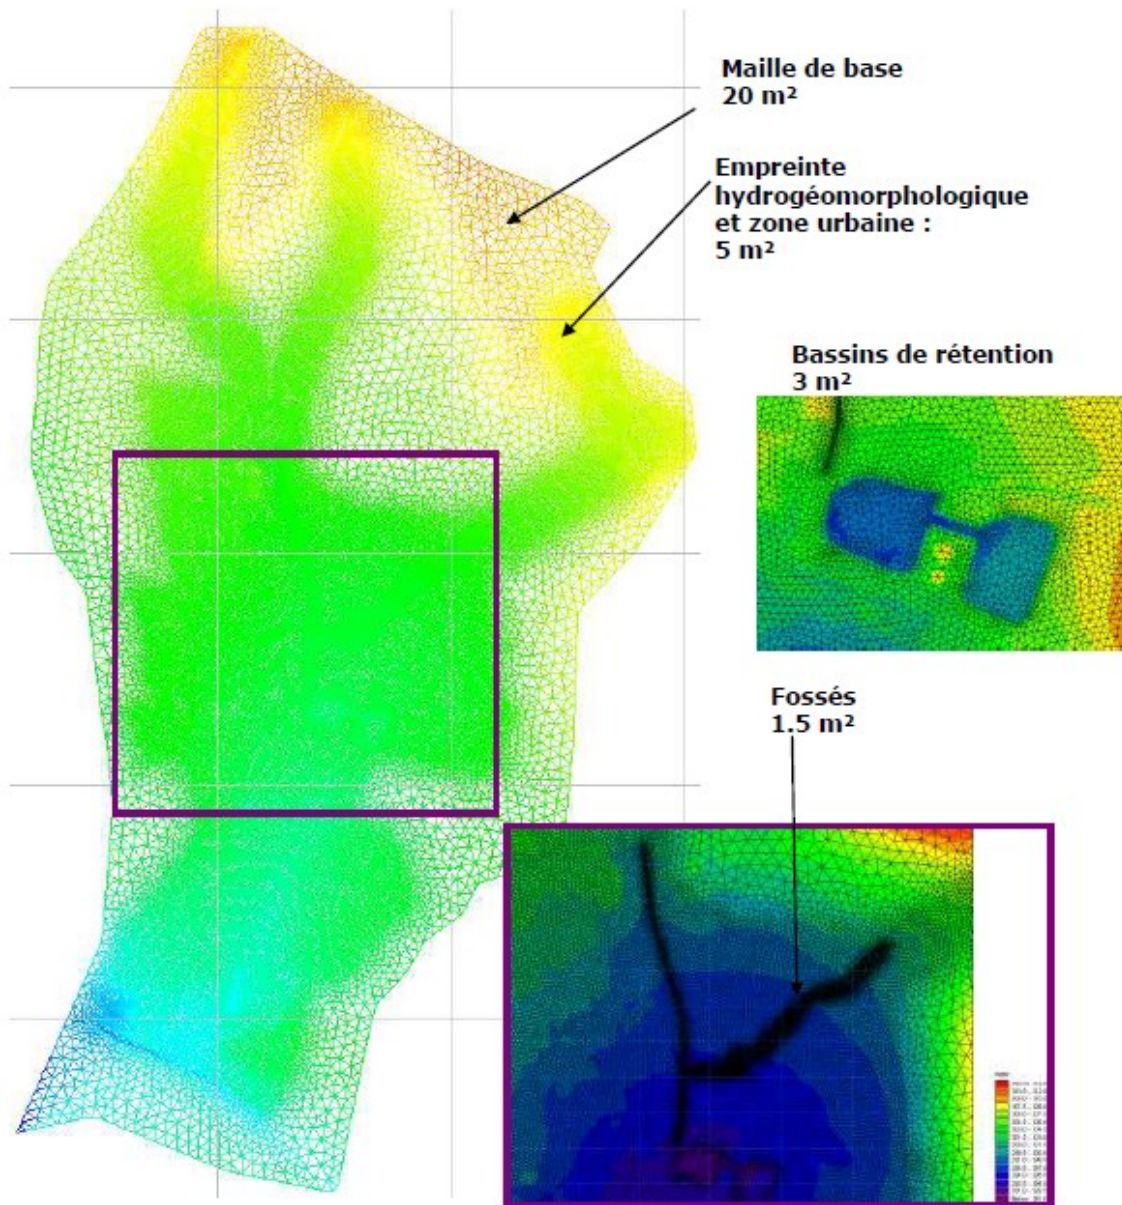 Maille de base
20 m²
Empreinte
hydrogéomorphologique
et zone urbaine :
5 m²
Bassins de rétention
3 m²
Fossés
1.5 m²